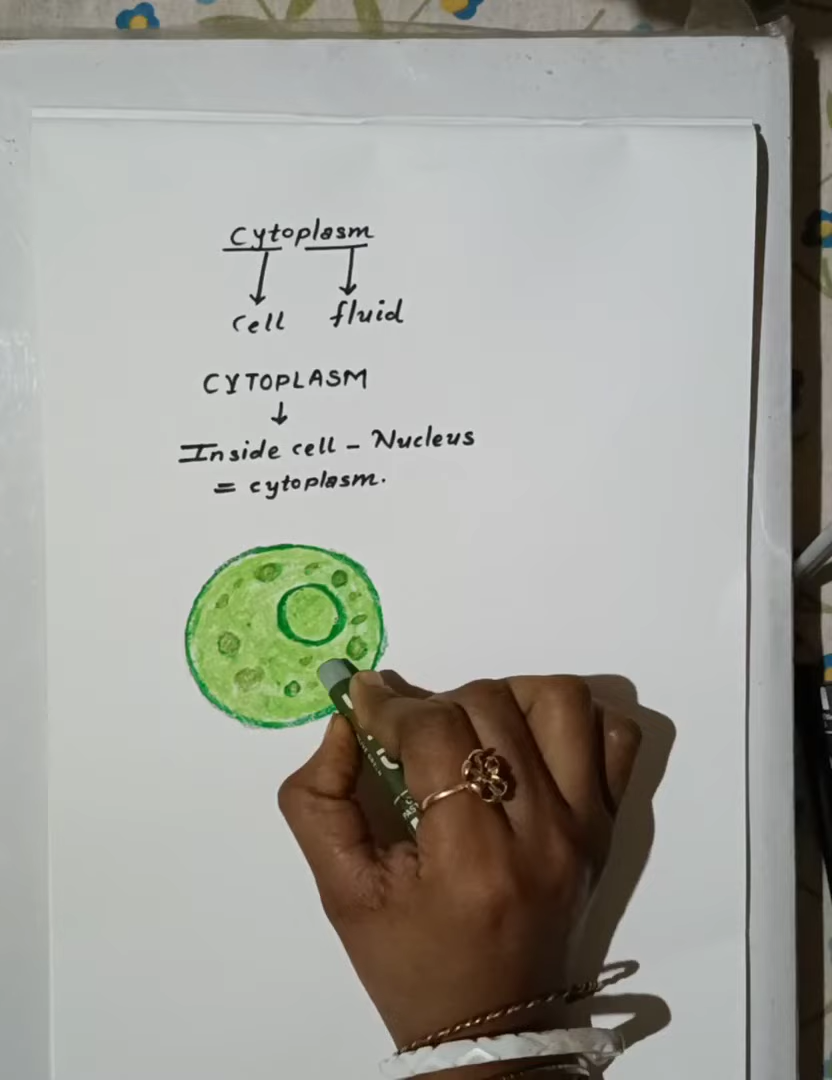 Cytoplasm
cell fluid
CYTOPLASM
Inside cell - Nucleus
= cytoplasm.